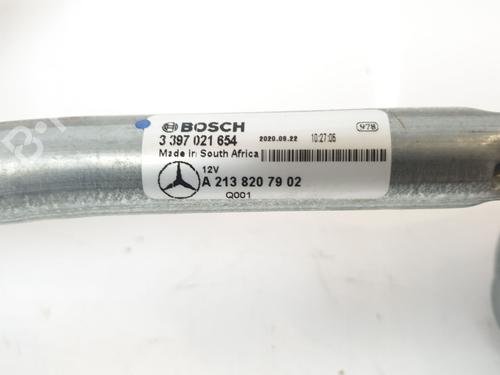 BOSCH
3 397 021 654 2020.09.22 10:27:06 978
Made in South Africa
12V
A 213 820 79 02
Q001